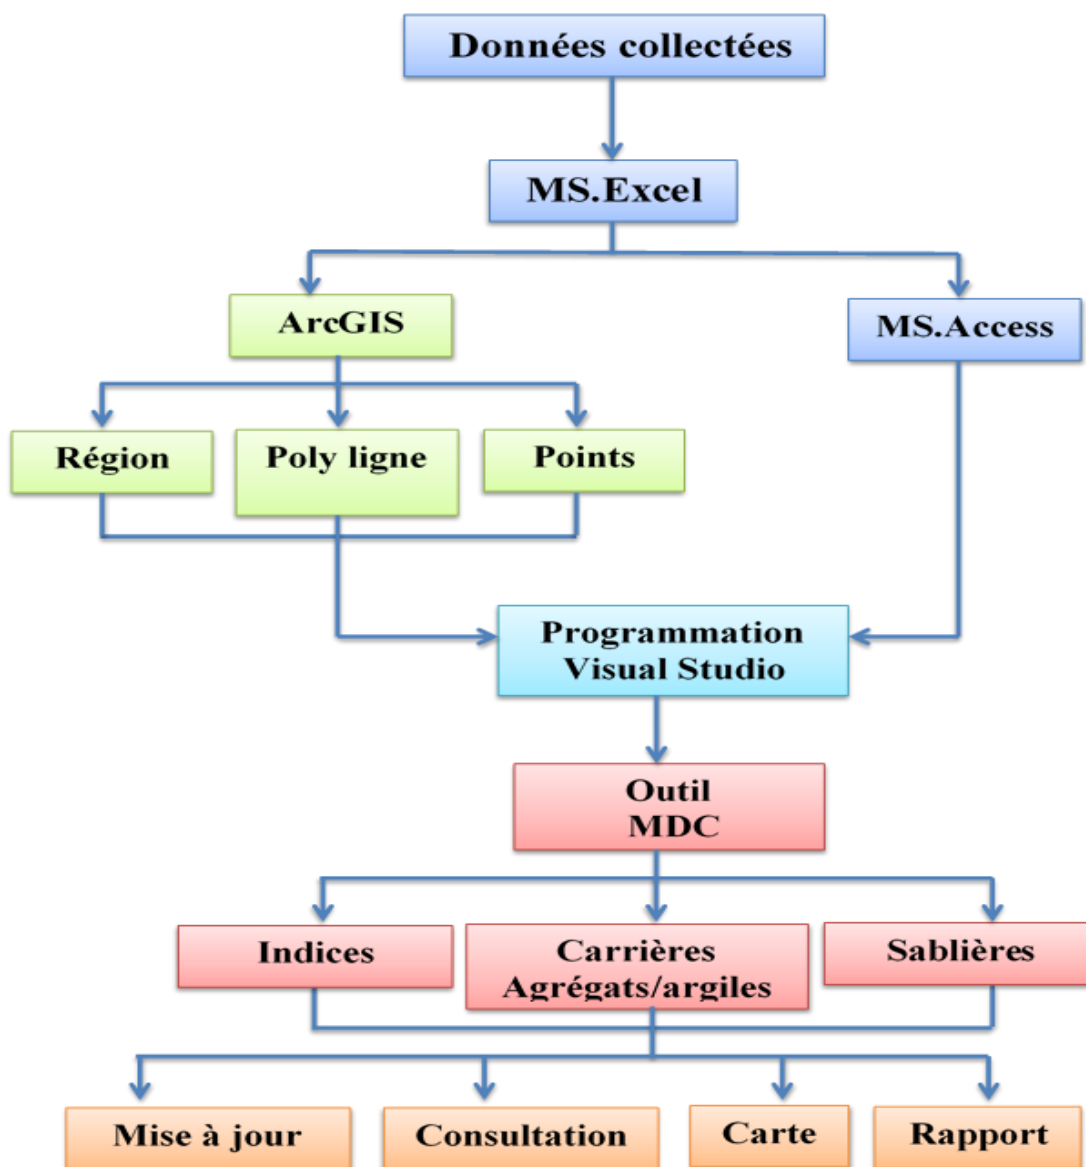 Données collectées
MS.Excel
ArcGIS
MS.Access
Région
Poly ligne
Points
Programmation
Visual Studio
Outil
MDC
Indices
Carrières
Agrégats/argiles
Sablières
Mise à jour
Consultation
Carte
Rapport